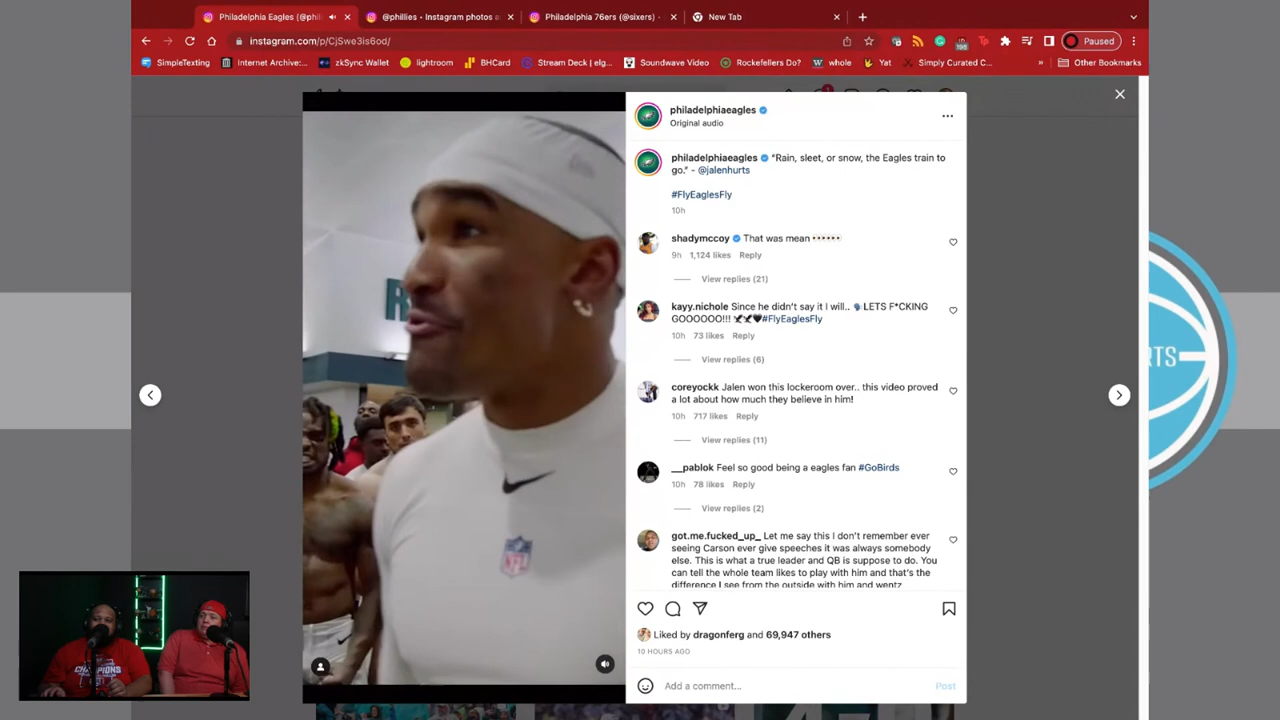 Philadelphia Eagles (@phil
@phillies • Instagram photos a
Philadelphia 76ers (@sixers) •
New Tab
instagram.com/p/CjSwe3is6od/
198
Paused
SimpleTexting
Internet Archive:...
zkSync Wallet
lightroom
BHCard
Stream Deck | elg...
Soundwave Video
Rockefellers Do?
whole
Yat
Simply Curated C...
»
Other Bookmarks
philadelphiaeagles
Original audio
philadelphiaeagles "Rain, sleet, or snow, the Eagles train to
go." - @jalenhurts
#FlyEaglesFly
10h
shadymccoy That was mean 👀👀👀
9h 1,124 likes Reply
View replies (21)
kayy.nichole Since he didn't say it I will.. 🗣LETS F*CKING
GOOOOOO!!! 🦅🦅🖤#FlyEaglesFly
10h 73 likes Reply
View replies (6)
coreyockk Jalen won this lockeroom over.. this video proved
a lot about how much they believe in him!
10h 717 likes Reply
View replies (11)
__pablok Feel so good being a eagles fan #GoBirds
10h 78 likes Reply
View replies (2)
got.me.fucked_up_ Let me say this I don't remember ever
seeing Carson ever give speeches it was always somebody
else. This is what a true leader and QB is suppose to do. You
can tell the whole team likes to play with him and that's the
difference I see from the outside with him and wentz
Liked by dragonferg and 69,947 others
10 HOURS AGO
Add a comment...
Post
NFL
RTS
CHAMPIONS